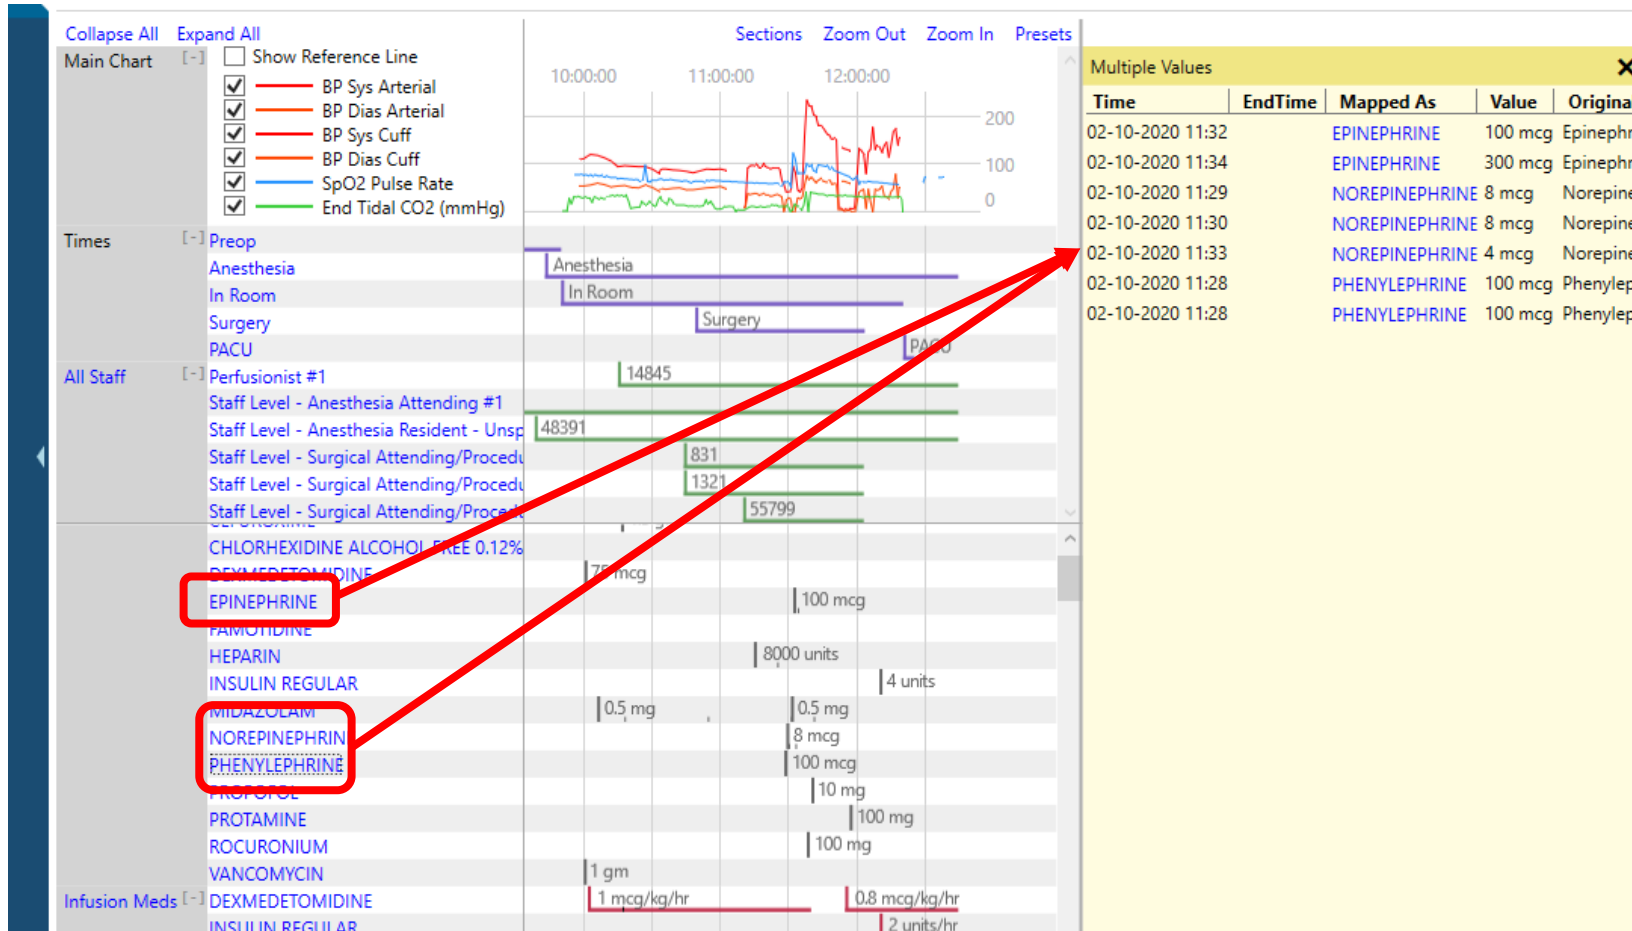 Collapse All Expand All Sections Zoom Out Zoom In Presets
Main Chart [-] Show Reference Line
BP Sys Arterial
BP Dias Arterial
BP Sys Cuff
BP Dias Cuff
SpO2 Pulse Rate
End Tidal CO2 (mmHg)
10:00:00 11:00:00 12:00:00
200
100
0
Times [-] Preop
Anesthesia Anesthesia
In Room In Room
Surgery Surgery
PACU PACU
All Staff [-] Perfusionist #1 14845
Staff Level - Anesthesia Attending #1
Staff Level - Anesthesia Resident - Unsp 48391
Staff Level - Surgical Attending/Procedu 831
Staff Level - Surgical Attending/Procedu 1321
Staff Level - Surgical Attending/Proced 55799
CEFUROXIME
CHLORHEXIDINE ALCOHOL FREE 0.12%
DEXMEDETOMIDINE 75 mcg
EPINEPHRINE 100 mcg
FAMOTIDINE
HEPARIN 8000 units
INSULIN REGULAR 4 units
MIDAZOLAM 0.5 mg 0.5 mg
NOREPINEPHRIN 8 mcg
PHENYLEPHRINE 100 mcg
PROPOFOL 10 mg
PROTAMINE 100 mg
ROCURONIUM 100 mg
VANCOMYCIN 1 gm
Infusion Meds [-] DEXMEDETOMIDINE 1 mcg/kg/hr 0.8 mcg/kg/hr
INSULIN REGULAR 2 units/hr
Multiple Values X
Time EndTime Mapped As Value Origina
02-10-2020 11:32 EPINEPHRINE 100 mcg Epinephr
02-10-2020 11:34 EPINEPHRINE 300 mcg Epinephr
02-10-2020 11:29 NOREPINEPHRINE 8 mcg Norepine
02-10-2020 11:30 NOREPINEPHRINE 8 mcg Norepine
02-10-2020 11:33 NOREPINEPHRINE 4 mcg Norepine
02-10-2020 11:28 PHENYLEPHRINE 100 mcg Phenylep
02-10-2020 11:28 PHENYLEPHRINE 100 mcg Phenylep